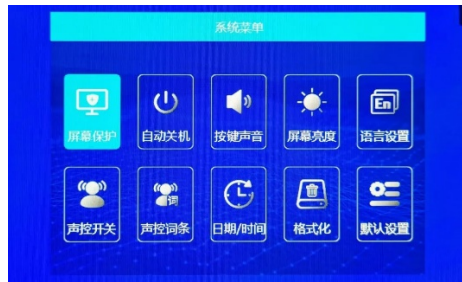 系统菜单
屏幕保护
自动关机
按键声音
屏幕亮度
En
语言设置
词
声控开关
声控词条
日期/时间
格式化
默认设置